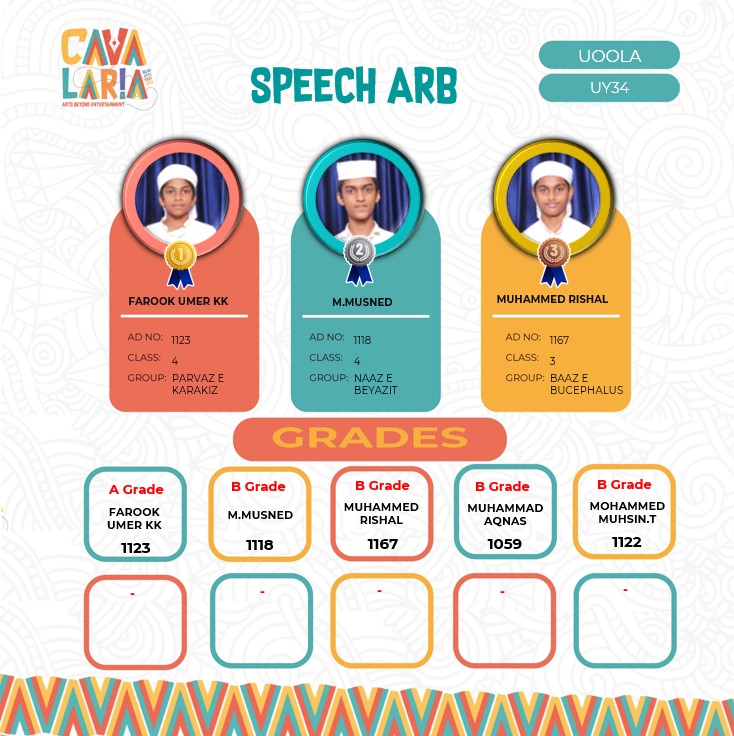 CAVA
LARIA
ARTS BEYOND ENTERTAINMENT
SPEECH ARB
UOOLA
UY34
1
2
3
FAROOK UMER KK
AD NO: 1123
CLASS: 4
GROUP: PARVAZ E
KARAKIZ
M.MUSNED
AD NO: 1118
CLASS: 4
GROUP: NAAZ E
BEYAZIT
MUHAMMED RISHAL
AD NO: 1167
CLASS: 3
GROUP: BAAZ E
BUCEPHALUS
GRADES
A Grade
FAROOK
UMER KK
1123
B Grade
M.MUSNED
1118
B Grade
MUHAMMED
RISHAL
1167
B Grade
MUHAMMAD
AQNAS
1059
B Grade
MOHAMMED
MUHSIN.T
1122
-
-
-
-
-